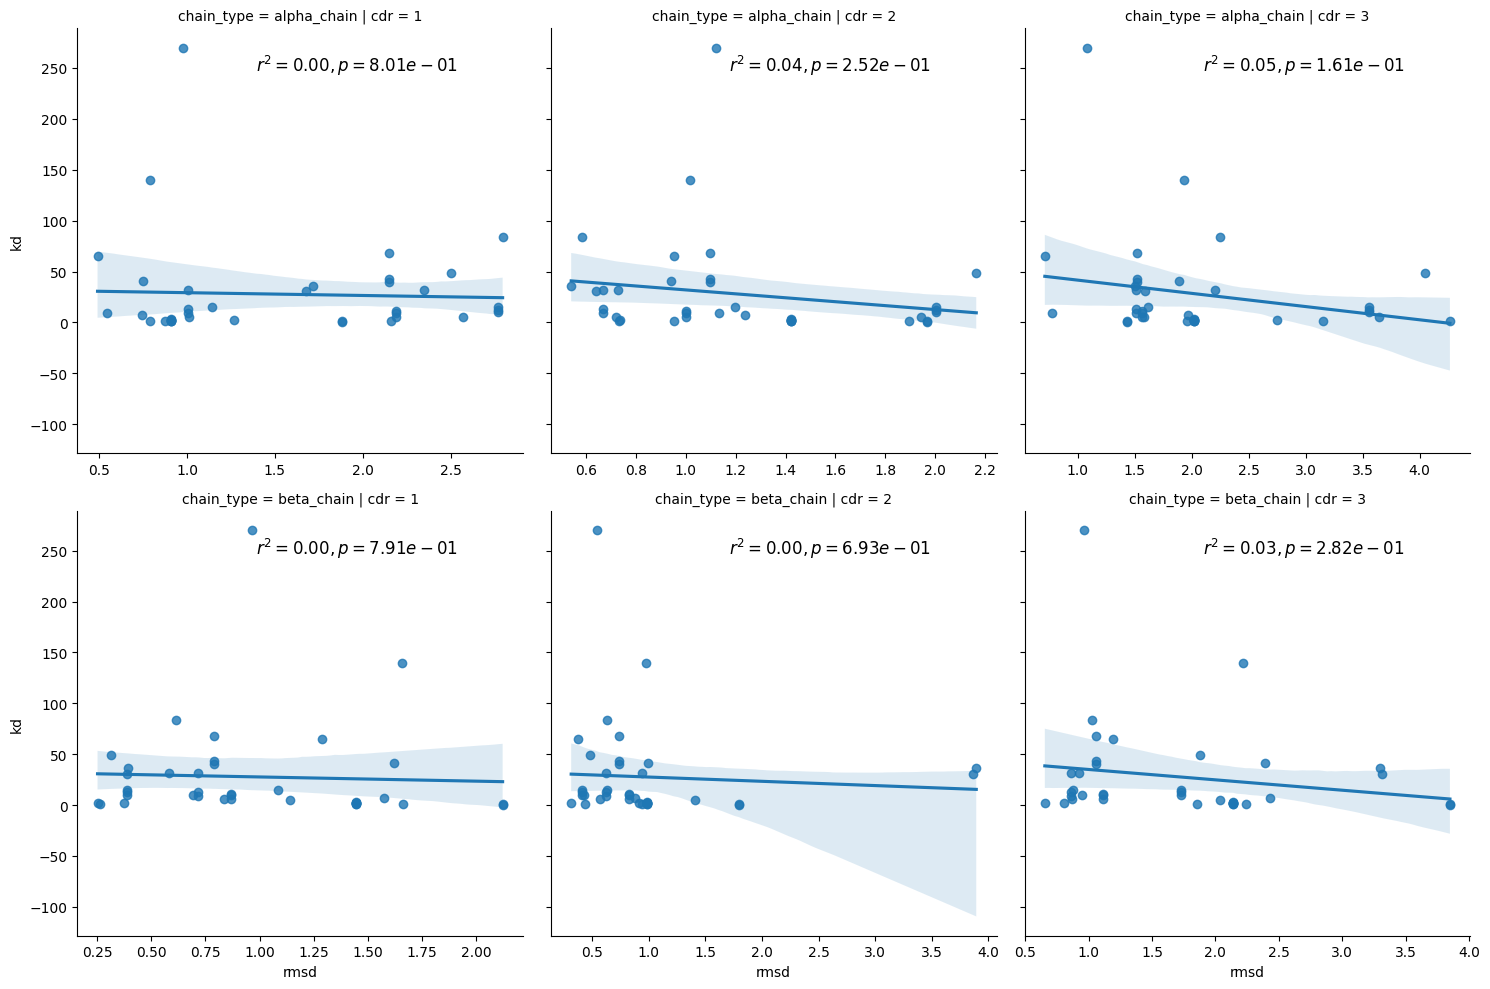 chain_type = alpha_chain | cdr = 1
chain_type = alpha_chain | cdr = 2
chain_type = alpha_chain | cdr = 3
r² = 0.00, p = 8.01e − 01
r² = 0.04, p = 2.52e − 01
r² = 0.05, p = 1.61e − 01
250
200
150
100
50
0
−50
−100
kd
0.5 1.0 1.5 2.0 2.5
0.6 0.8 1.0 1.2 1.4 1.6 1.8 2.0 2.2
1.0 1.5 2.0 2.5 3.0 3.5 4.0
chain_type = beta_chain | cdr = 1
chain_type = beta_chain | cdr = 2
chain_type = beta_chain | cdr = 3
r² = 0.00, p = 7.91e − 01
r² = 0.00, p = 6.93e − 01
r² = 0.03, p = 2.82e − 01
250
200
150
100
50
0
−50
−100
kd
0.25 0.50 0.75 1.00 1.25 1.50 1.75 2.00
0.5 1.0 1.5 2.0 2.5 3.0 3.5 4.0
0.5 1.0 1.5 2.0 2.5 3.0 3.5 4.0
rmsd
rmsd
rmsd